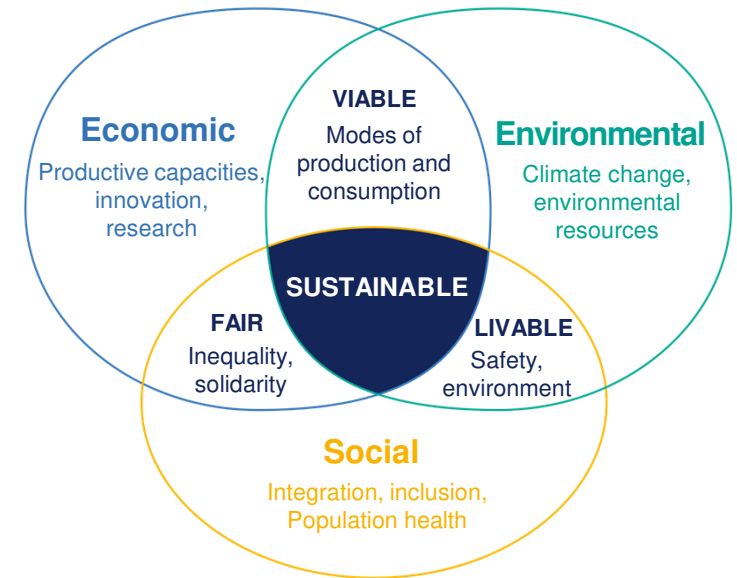 Economic
Productive capacities,
innovation,
research
VIABLE
Modes of
production and
consumption
Environmental
Climate change,
environmental
resources
SUSTAINABLE
FAIR
Inequality,
solidarity
LIVABLE
Safety,
environment
Social
Integration, inclusion,
Population health